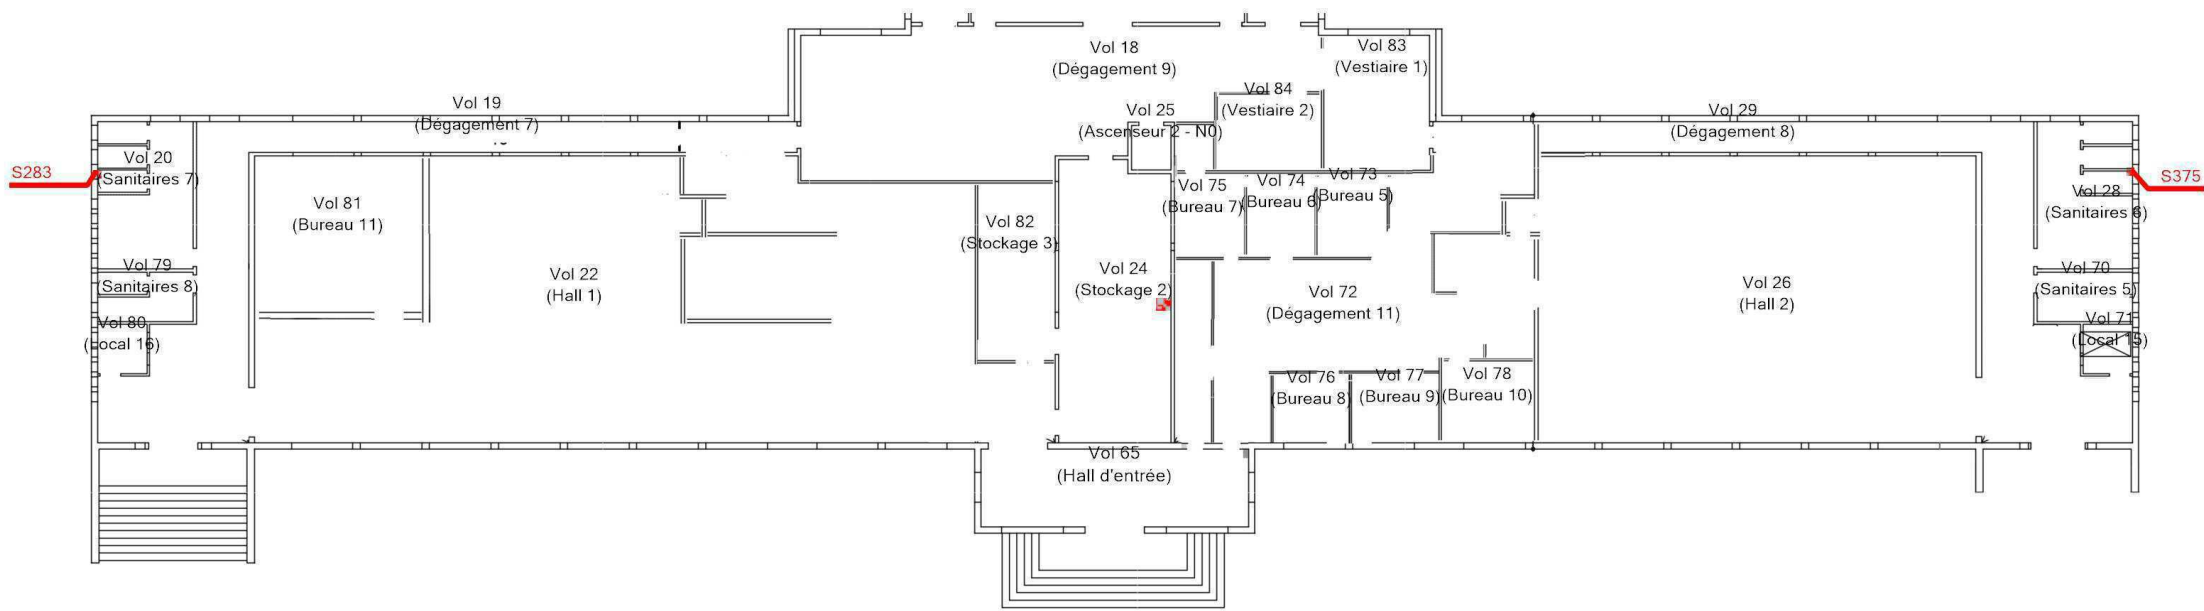 Vol 18
(Dégagement 9)
Vol 83
(Vestiaire 1)
Vol 84
(Vestiaire 2)
Vol 19
(Dégagement 7)
Vol 25
(Ascenseur 2 - N0)
Vol 29
(Dégagement 8)
S283
Vol 20
(Sanitaires 7)
Vol 81
(Bureau 11)
Vol 82
(Stockage 3)
Vol 75
(Bureau 7)
Vol 74
(Bureau 6)
Vol 73
(Bureau 5)
S375
Vol 28
(Sanitaires 6)
Vol 79
(Sanitaires 8)
Vol 22
(Hall 1)
Vol 24
(Stockage 2)
Vol 72
(Dégagement 11)
Vol 26
(Hall 2)
Vol 70
(Sanitaires 5)
Vol 80
(Local 16)
Vol 71
(Local 15)
Vol 76
(Bureau 8)
Vol 77
(Bureau 9)
Vol 78
(Bureau 10)
Vol 65
(Hall d'entrée)